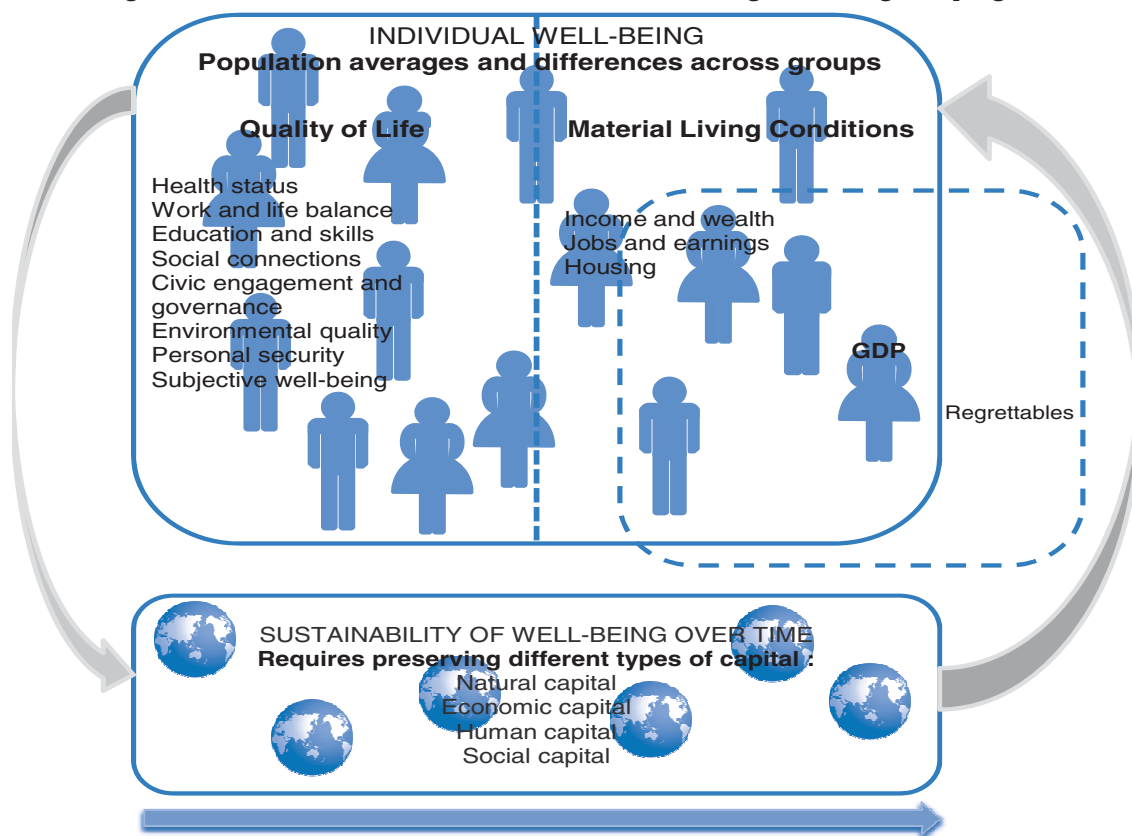 INDIVIDUAL WELL-BEING
Population averages and differences across groups
Quality of Life
Health status
Work and life balance
Education and skills
Social connections
Civic engagement and
governance
Environmental quality
Personal security
Subjective well-being
Material Living Conditions
Income and wealth
Jobs and earnings
Housing
GDP
Regrettables
SUSTAINABILITY OF WELL-BEING OVER TIME
Requires preserving different types of capital :
Natural capital
Economic capital
Human capital
Social capital